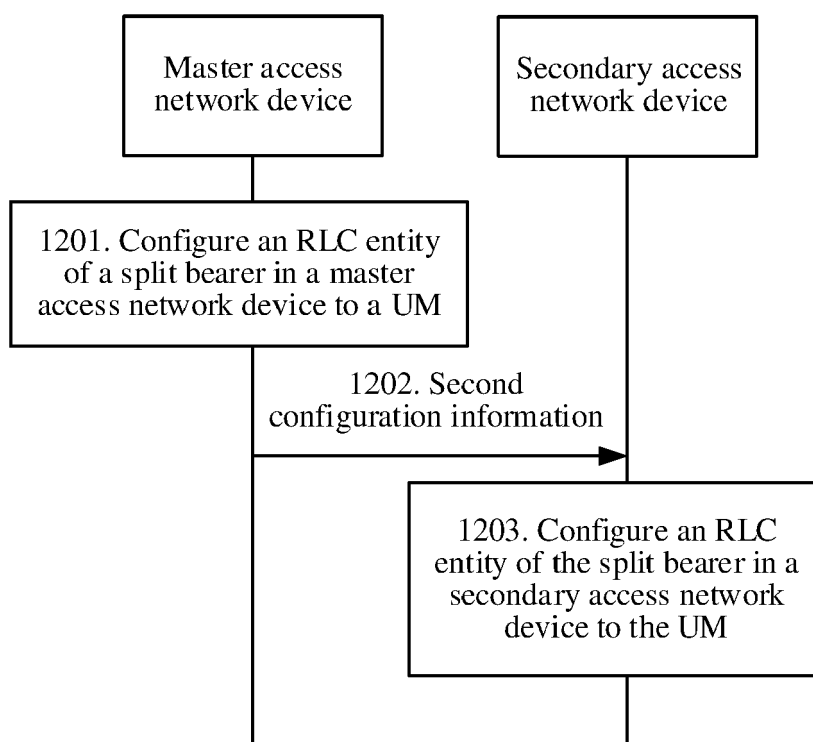 Master access
network device
Secondary access
network device
1201. Configure an RLC entity
of a split bearer in a master
access network device to a UM
1202. Second
configuration information
1203. Configure an RLC
entity of the split bearer in a
secondary access network
device to the UM